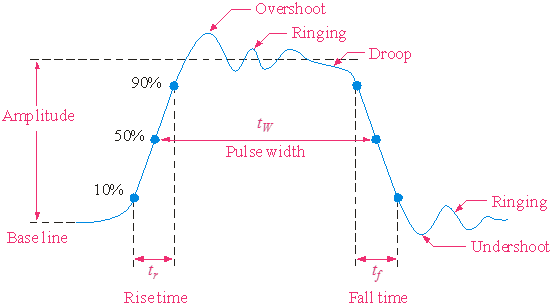 Overshoot
Ringing
Droop
90%
Amplitude
50%
tW
Pulse width
10%
Ringing
Base line
Undershoot
tr
tf
Rise time
Fall time